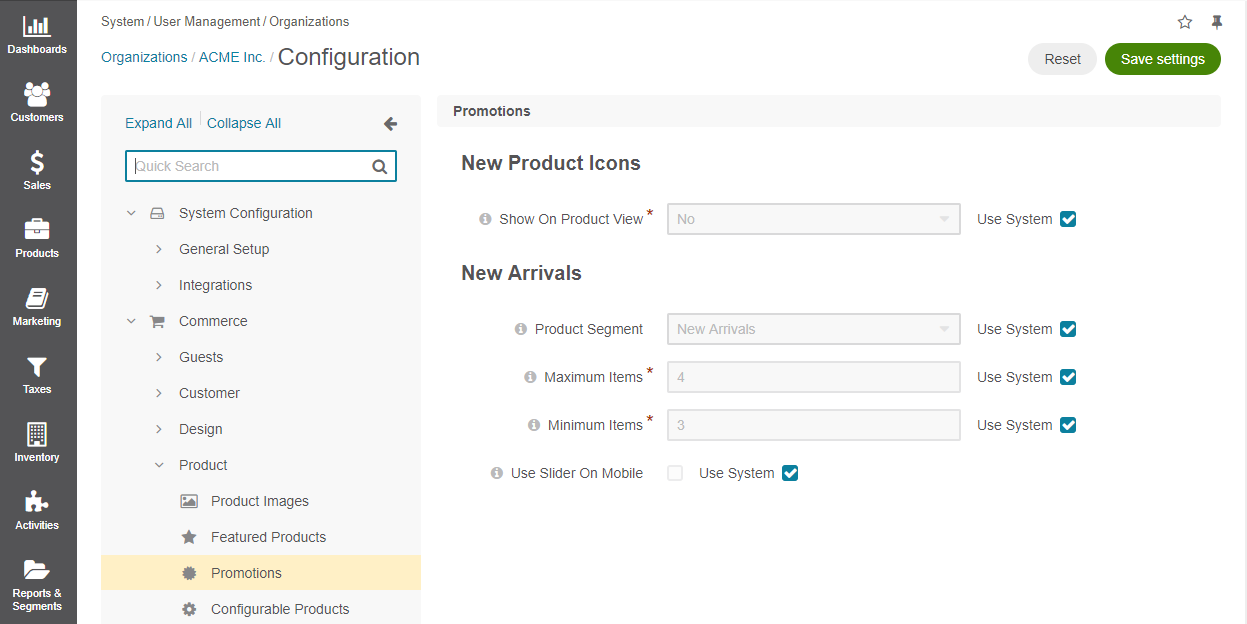 Dashboards
Customers
Sales
Products
Marketing
Taxes
Inventory
Activities
Reports &
Segments
System / User Management / Organizations
Organizations / ACME Inc. / Configuration
Reset
Save settings
Expand All
Collapse All
Quick Search
System Configuration
General Setup
Integrations
Commerce
Guests
Customer
Design
Product
Product Images
Featured Products
Promotions
Configurable Products
Promotions
New Product Icons
Show On Product View * No Use System
New Arrivals
Product Segment New Arrivals Use System
Maximum Items * 4 Use System
Minimum Items * 3 Use System
Use Slider On Mobile Use System